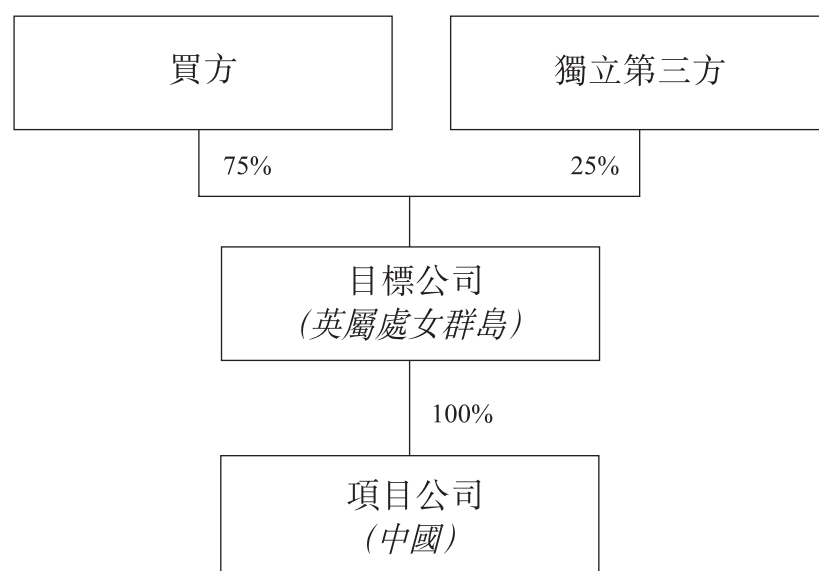 買方
獨立第三方
75%
25%
目標公司
(英屬處女群島)
100%
項目公司
(中國)